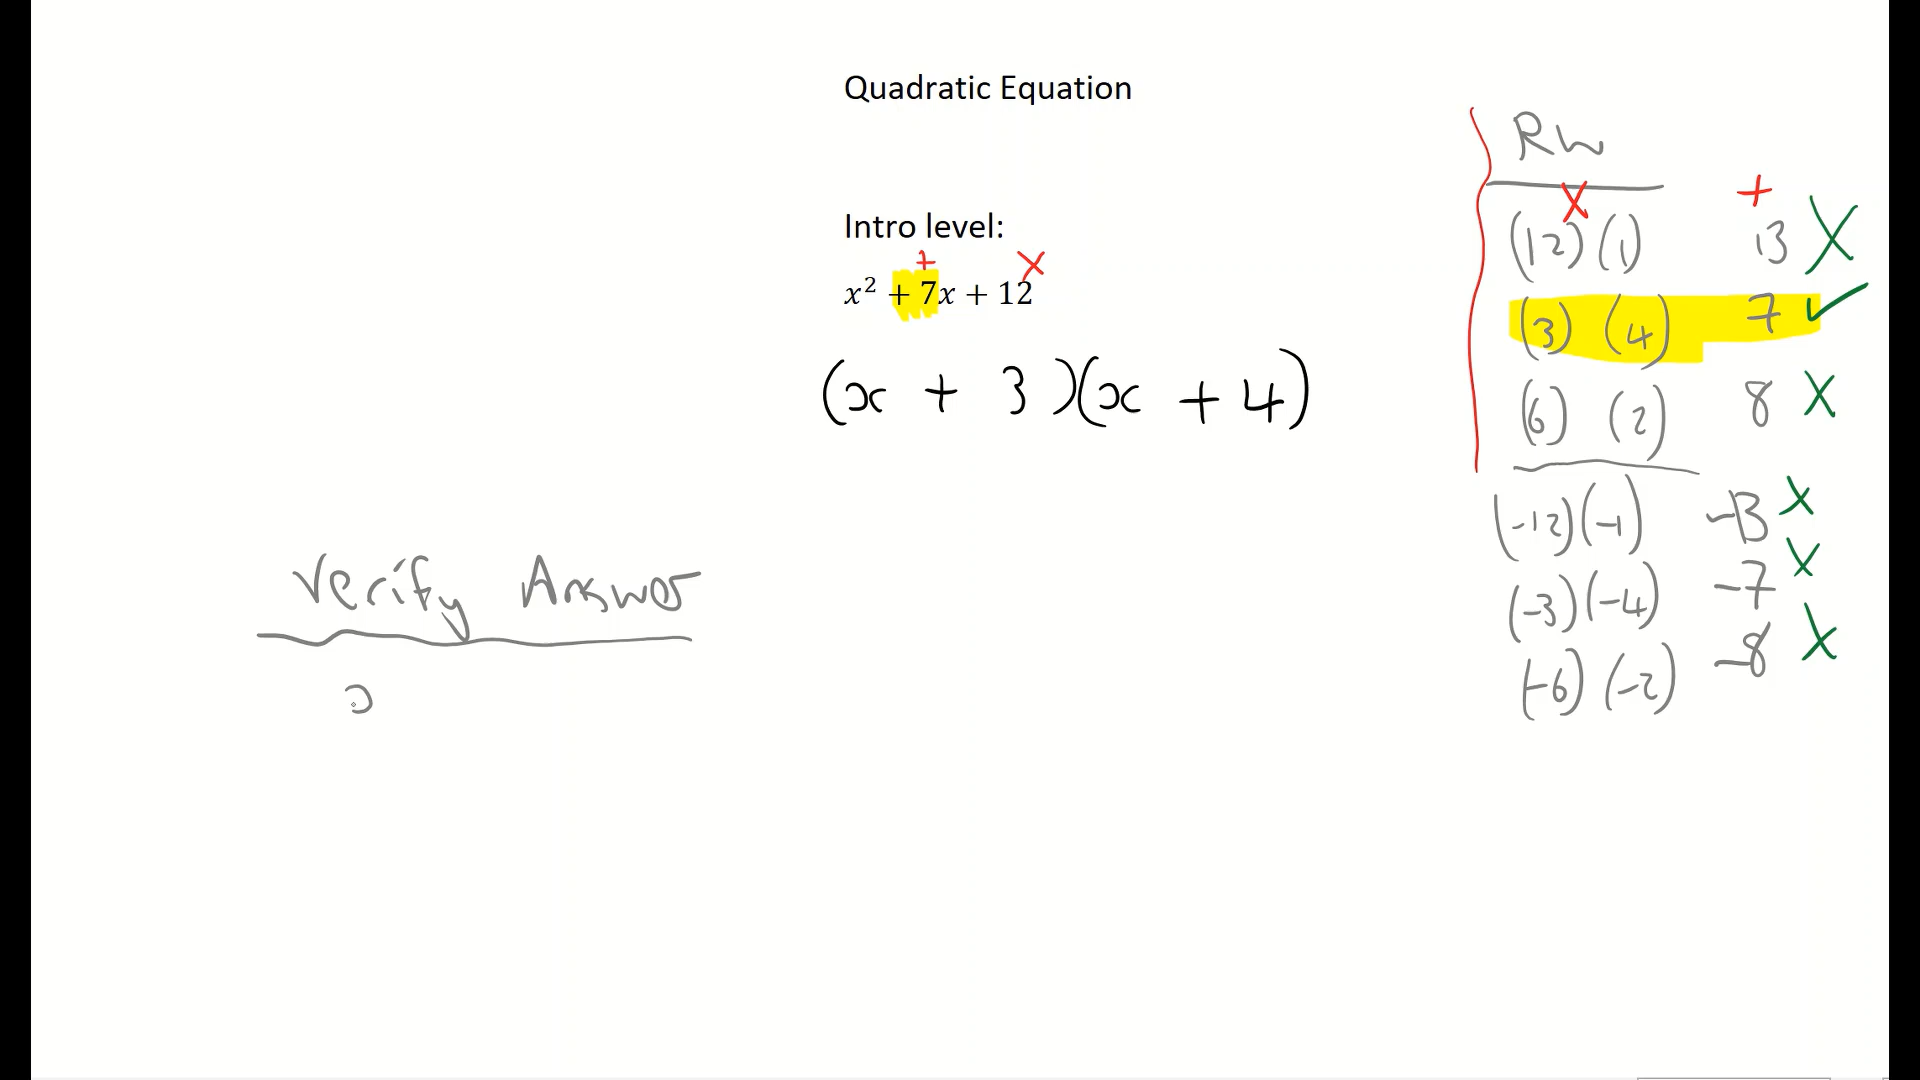 Quadratic Equation
Intro level:
+ ×
x² + 7x + 12
(x + 3)(x + 4)
Verify Answer
RW
× +
(12)(1) 13 ×
(3) (4) 7 ✓
(6) (2) 8 ×
(-12)(-1) -13 ×
(-3)(-4) -7 ×
(-6)(-2) -8 ×